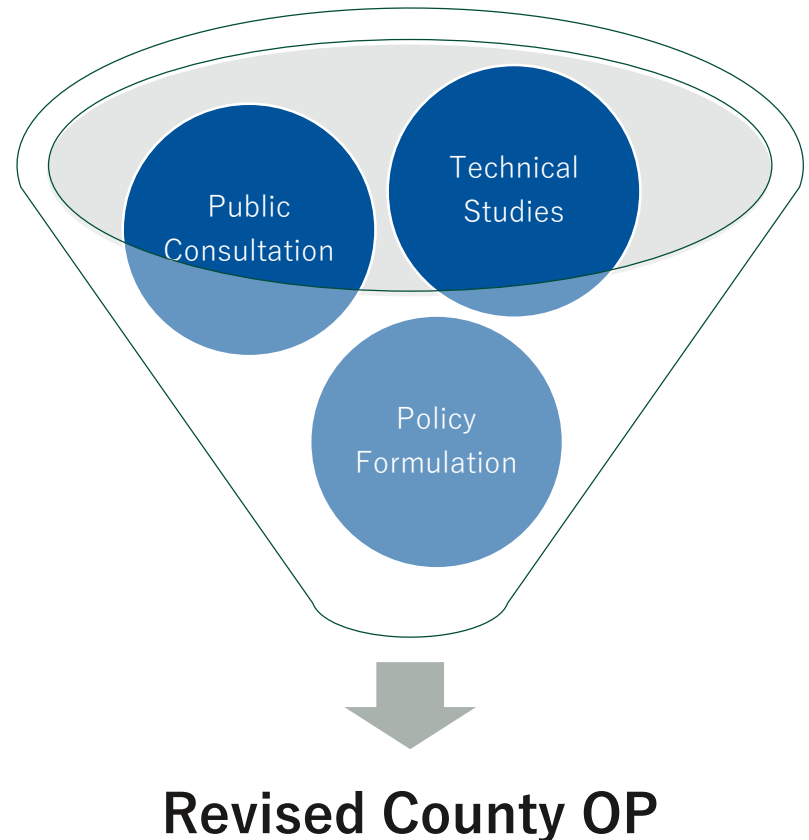 Public
Consultation
Technical
Studies
Policy
Formulation
Revised County OP